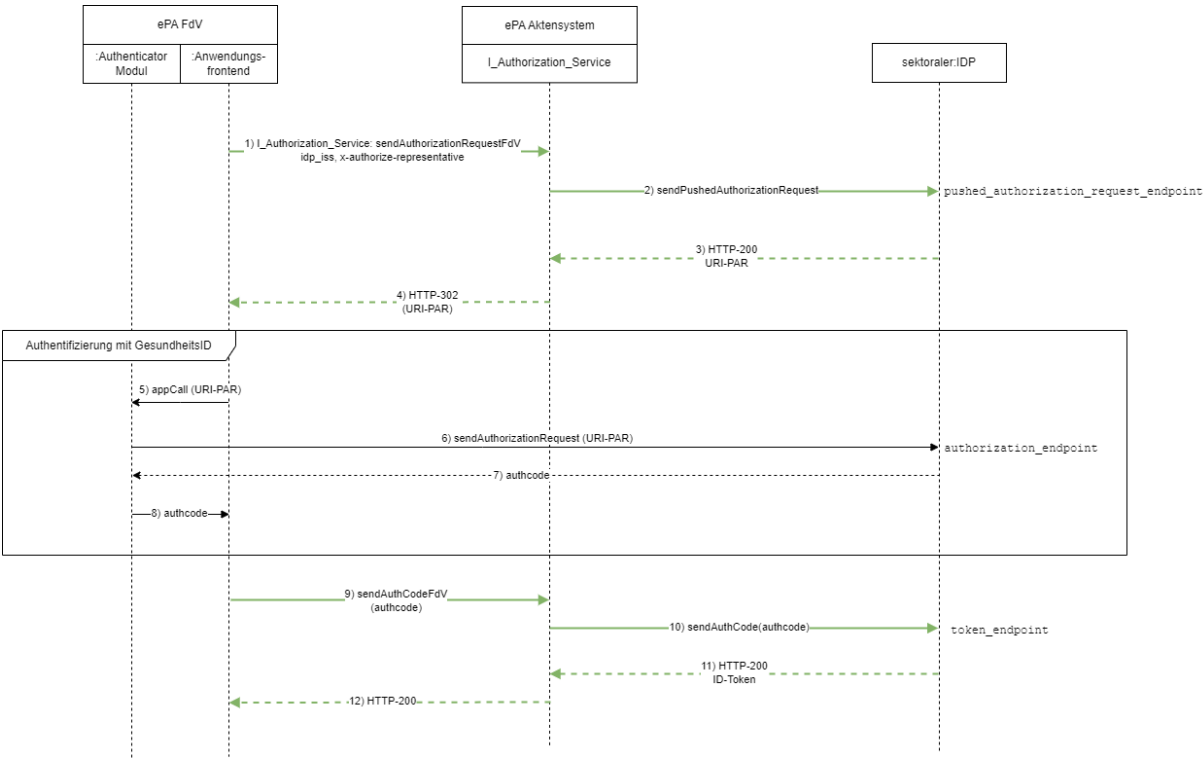 ePA FdV
:Authenticator
Modul
:Anwendungs-
frontend
ePA Aktensystem
I_Authorization_Service
sektoraler:IDP
1) I_Authorization_Service: sendAuthorizationRequestFdV
idp_iss, x-authorize-representative
2) sendPushedAuthorizationRequest
pushed_authorization_request_endpoint
3) HTTP-200
URI-PAR
4) HTTP-302
(URI-PAR)
Authentifizierung mit GesundheitsID
5) appCall (URI-PAR)
6) sendAuthorizationRequest (URI-PAR)
authorization_endpoint
7) authcode
8) authcode
9) sendAuthCodeFdV
(authcode)
10) sendAuthCode(authcode)
token_endpoint
11) HTTP-200
ID-Token
12) HTTP-200